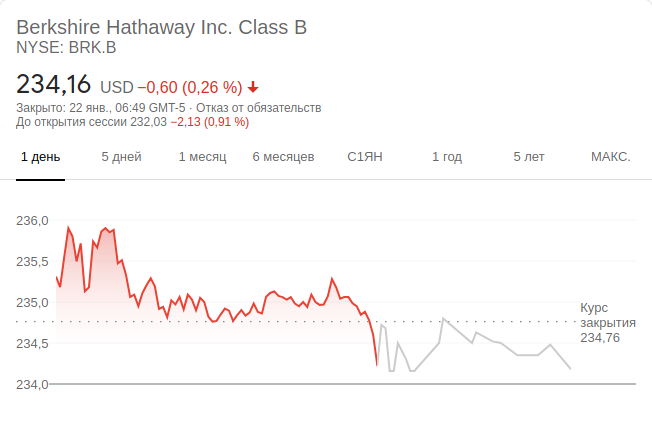 Berkshire Hathaway Inc. Class B
NYSE: BRK.B
234,16 USD −0,60 (0,26 %)
Закрыто: 22 янв., 06:49 GMT-5 · Отказ от обязательств
До открытия сессии 232,03 −2,13 (0,91 %)
1 день 5 дней 1 месяц 6 месяцев С1ЯН 1 год 5 лет МАКС.
236,0
235,5
235,0
234,5
234,0
Курс
закрытия
234,76